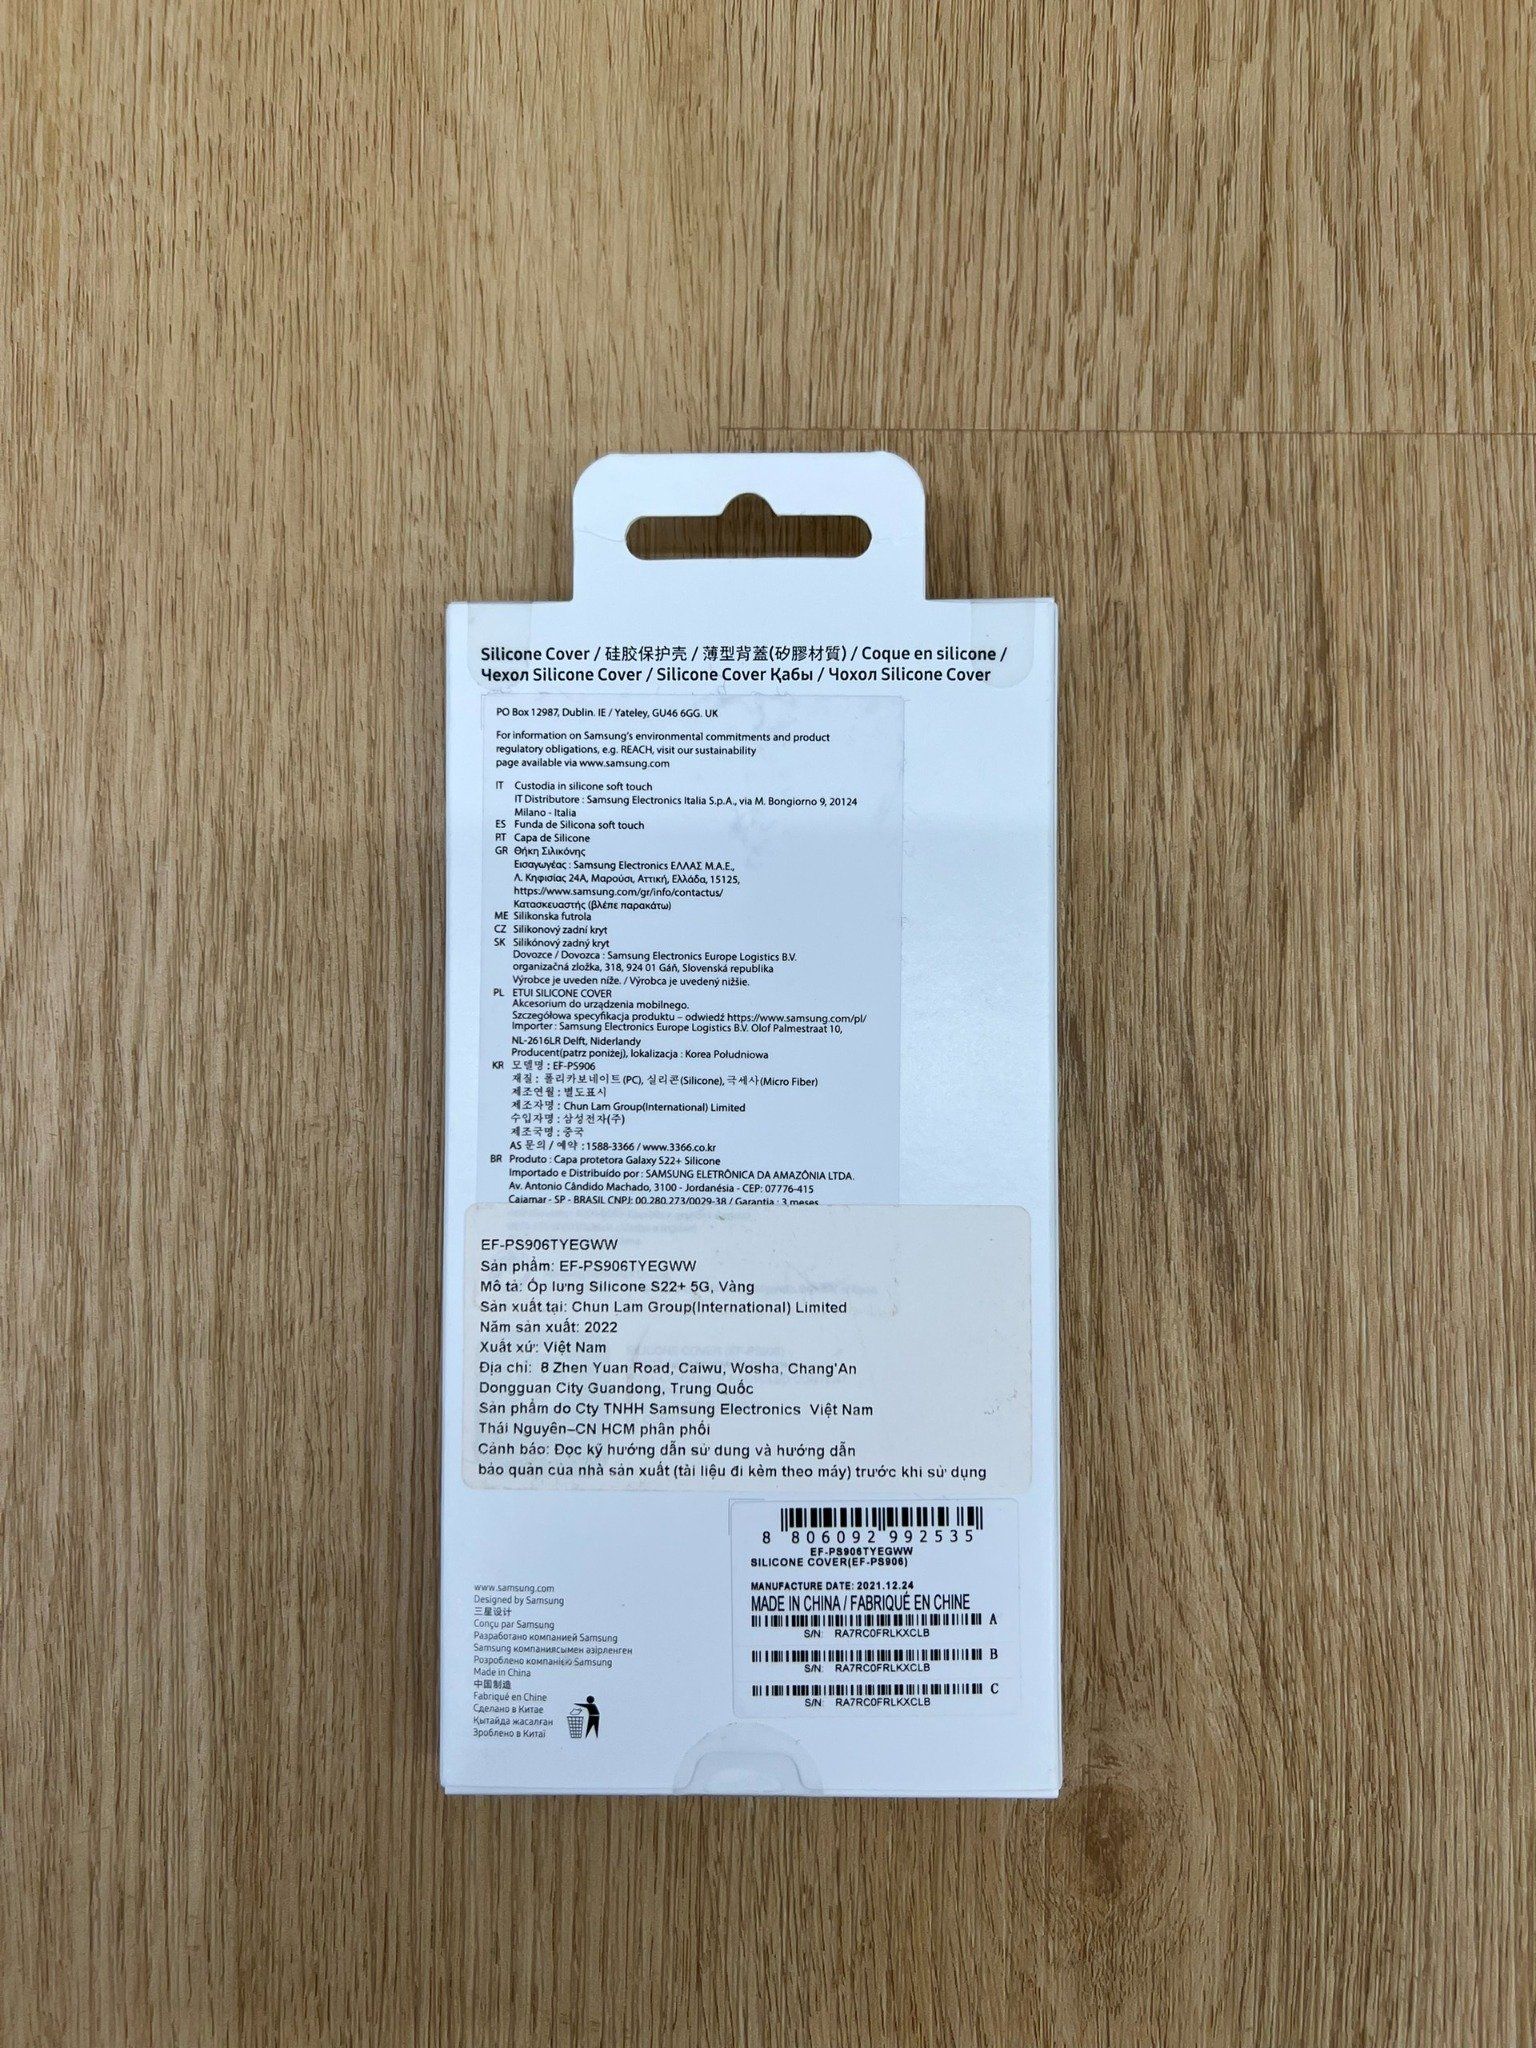 Silicone Cover / 硅胶保护壳 / 薄型背蓋(矽膠材質) / Coque en silicone /
Чехол Silicone Cover / Silicone Cover Қабы / Чохол Silicone Cover
PO Box 12987, Dublin. IE / Yateley, GU46 6GG. UK
For information on Samsung's environmental commitments and product
regulatory obligations, e.g. REACH, visit our sustainability
page available via www.samsung.com
IT Custodia in silicone soft touch
IT Distributore : Samsung Electronics Italia S.p.A., via M. Bongiorno 9, 20124
Milano - Italia
ES Funda de Silicona soft touch
PT Capa de Silicone
GR Θήκη Σιλικόνης
Εισαγωγέας : Samsung Electronics ΕΛΛΑΣ Μ.Α.Ε.,
Λ. Κηφισίας 24Α, Μαρούσι, Αττική, Ελλάδα, 15125,
https://www.samsung.com/gr/info/contactus/
Κατασκευαστής (βλέπε παρακάτω)
ME Silikonska futrola
CZ Silikonový zadní kryt
SK Silikónový zadný kryt
Dovozce / Dovozca : Samsung Electronics Europe Logistics B.V.
organizačná zložka, 318, 924 01 Gáň, Slovenská republika
Výrobce je uveden níže. / Výrobca je uvedený nižšie.
PL ETUI SILICONE COVER
Akcesorium do urządzenia mobilnego.
Szczegółowa specyfikacja produktu – odwiedź https://www.samsung.com/pl/
Importer : Samsung Electronics Europe Logistics B.V. Olof Palmestraat 10,
NL-2616LR Delft, Niderlandy
Producent(patrz poniżej), lokalizacja : Korea Południowa
KR 모델명 : EF-PS906
재질 : 폴리카보네이트(PC), 실리콘(Silicone), 극세사(Micro Fiber)
제조연월 : 별도표시
제조자명 : Chun Lam Group(International) Limited
수입자명 : 삼성전자(주)
제조국명 : 중국
AS 문의 / 예약 : 1588-3366 / www.3366.co.kr
BR Produto : Capa protetora Galaxy S22+ Silicone
Importado e Distribuído por : SAMSUNG ELETRÔNICA DA AMAZÔNIA LTDA.
Av. Antonio Cândido Machado, 3100 - Jordanésia - CEP: 07776-415
Cajamar - SP - BRASIL CNPJ: 00.280.273/0029-38 / Garantia : 3 meses
EF-PS906TYEGWW
Sản phẩm: EF-PS906TYEGWW
Mô tả: Ốp lưng Silicone S22+ 5G, Vàng
Sản xuất tại: Chun Lam Group(International) Limited
Năm sản xuất: 2022
Xuất xứ: Việt Nam
Địa chỉ: 8 Zhen Yuan Road, Caiwu, Wosha, Chang'An
Dongguan City Guandong, Trung Quốc
Sản phẩm do Cty TNHH Samsung Electronics Việt Nam
Thái Nguyên–CN HCM phân phối
Cảnh báo: Đọc kỹ hướng dẫn sử dụng và hướng dẫn
bảo quản của nhà sản xuất (tài liệu đi kèm theo máy) trước khi sử dụng
8 806092 992535
EF-PS906TYEGWW
SILICONE COVER(EF-PS906)
MANUFACTURE DATE: 2021.12.24
MADE IN CHINA / FABRIQUÉ EN CHINE
A
S/N: RA7RC0FRLKXCLB
B
S/N: RA7RC0FRLKXCLB
C
S/N: RA7RC0FRLKXCLB
www.samsung.com
Designed by Samsung
三星设计
Conçu par Samsung
Разработано компанией Samsung
Samsung компаниясымен әзірленген
Розроблено компанією Samsung
Made in China
中国制造
Fabriqué en Chine
Сделано в Китае
Қытайда жасалған
Зроблено в Китаї